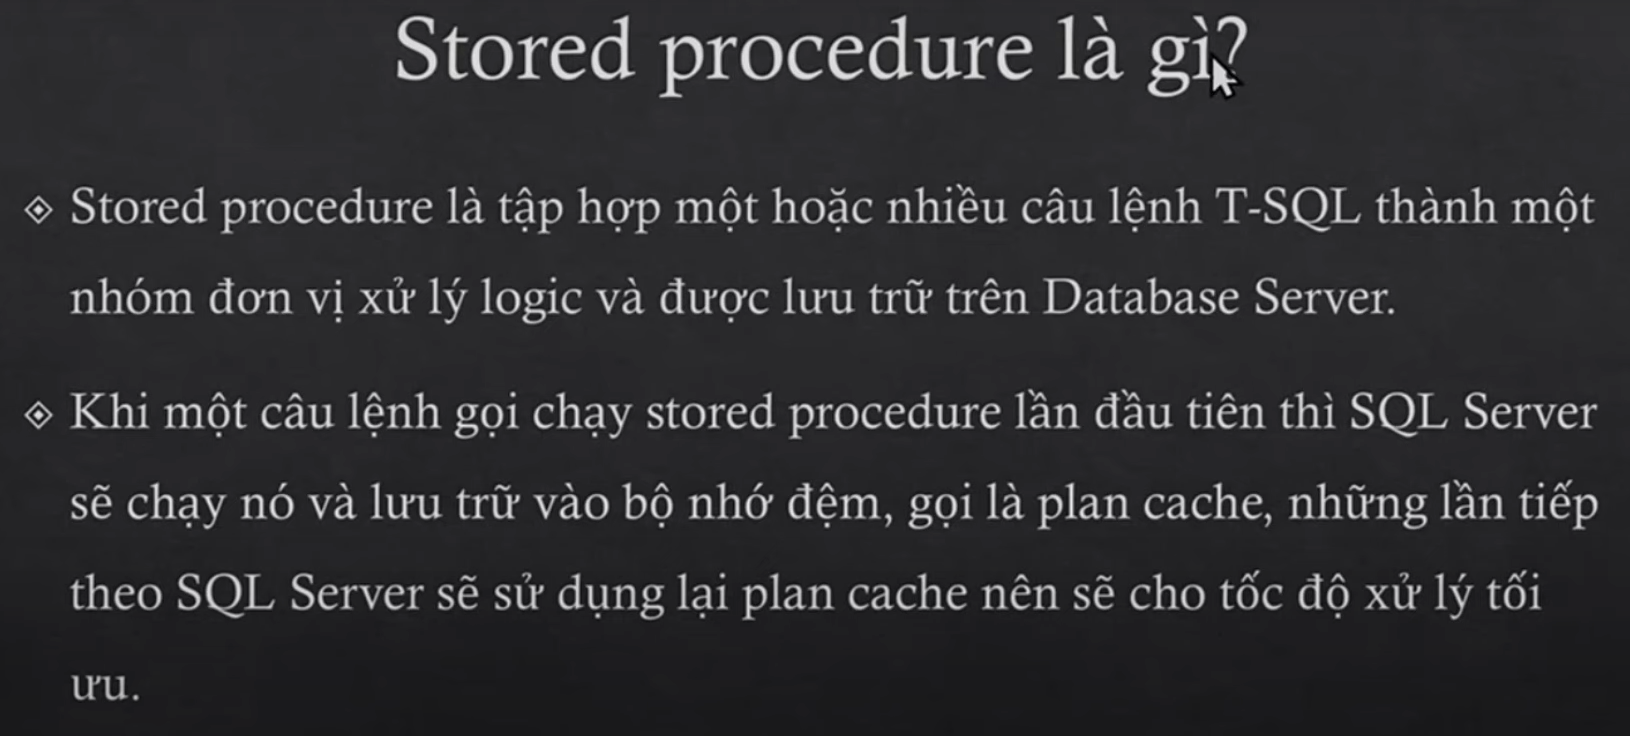 Stored procedure là gì?
Stored procedure là tập hợp một hoặc nhiều câu lệnh T-SQL thành một
nhóm đơn vị xử lý logic và được lưu trữ trên Database Server.
Khi một câu lệnh gọi chạy stored procedure lần đầu tiên thì SQL Server
sẽ chạy nó và lưu trữ vào bộ nhớ đệm, gọi là plan cache, những lần tiếp
theo SQL Server sẽ sử dụng lại plan cache nên sẽ cho tốc độ xử lý tối
ưu.